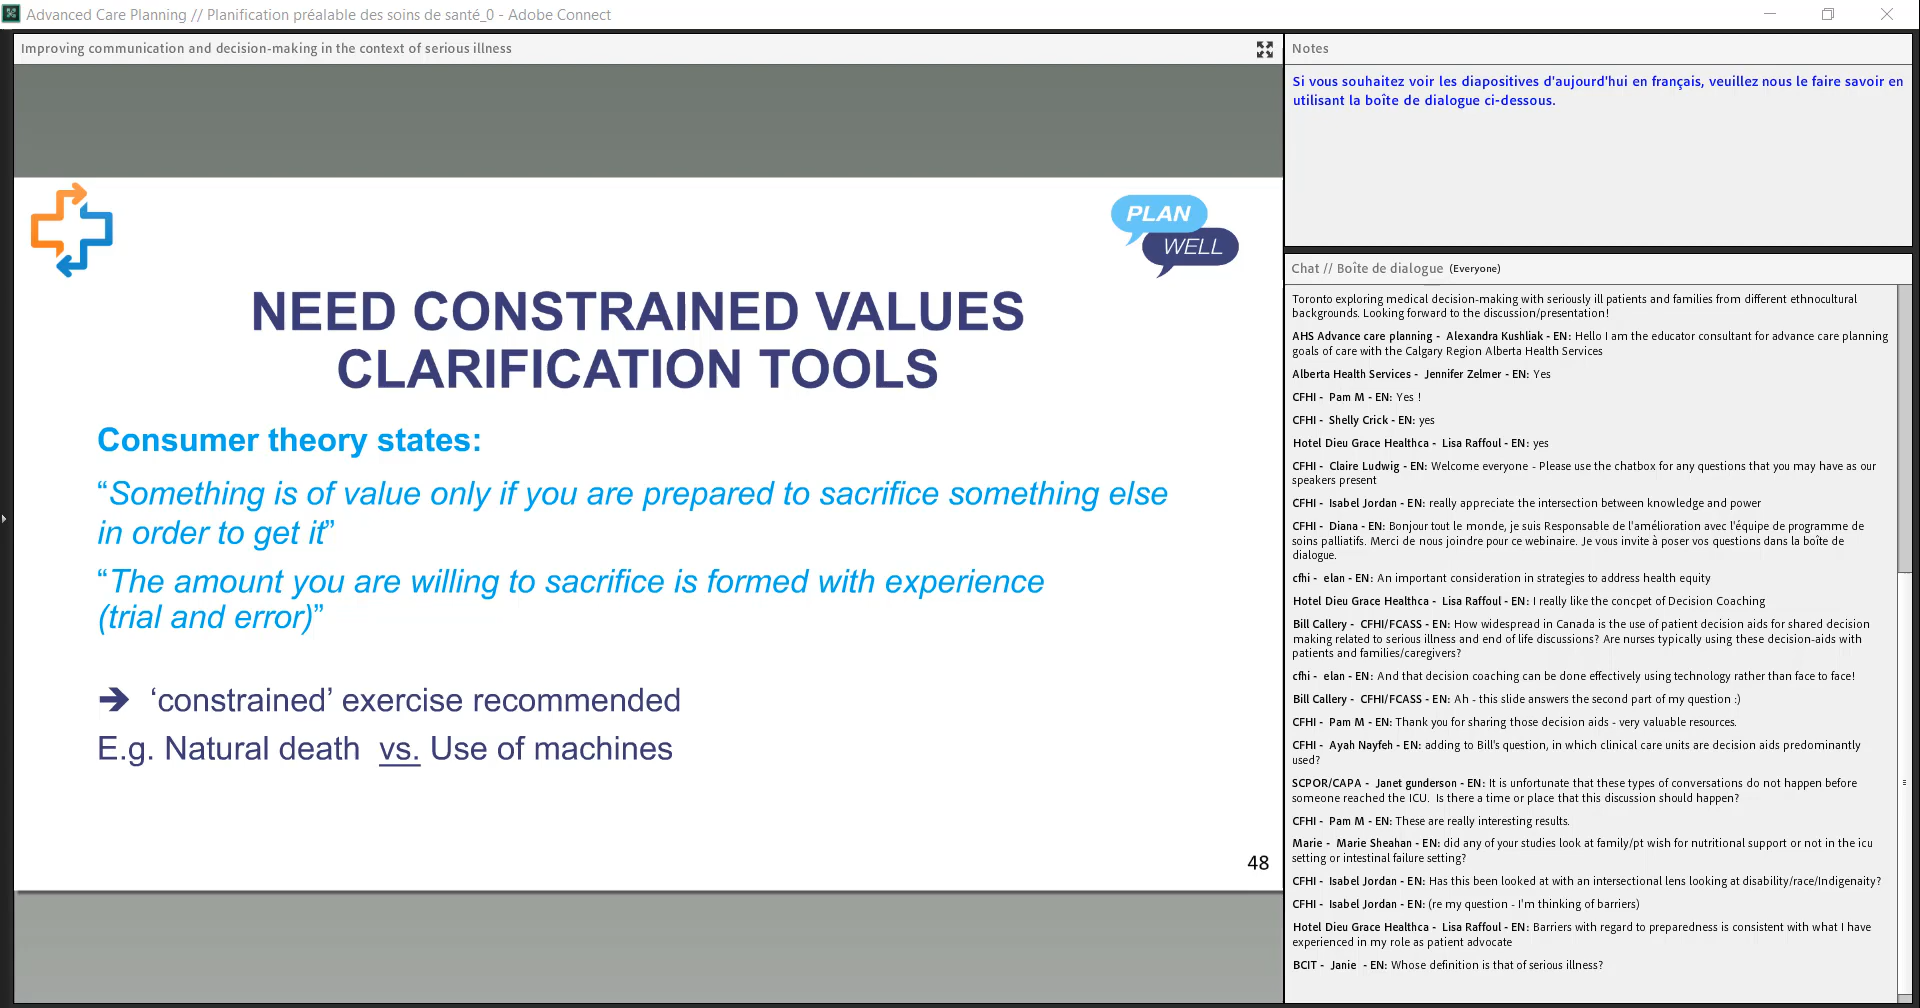 Advanced Care Planning // Planification préalable des soins de santé_0 - Adobe Connect
Improving communication and decision-making in the context of serious illness
PLAN
WELL
NEED CONSTRAINED VALUES
CLARIFICATION TOOLS
Consumer theory states:
“Something is of value only if you are prepared to sacrifice something else
in order to get it”
“The amount you are willing to sacrifice is formed with experience
(trial and error)”
➔ ‘constrained’ exercise recommended
E.g. Natural death vs. Use of machines
48
Notes
Si vous souhaitez voir les diapositives d'aujourd'hui en français, veuillez nous le faire savoir en
utilisant la boîte de dialogue ci-dessous.
Chat // Boîte de dialogue (Everyone)
Toronto exploring medical decision-making with seriously ill patients and families from different ethnocultural
backgrounds. Looking forward to the discussion/presentation!
AHS Advance care planning - Alexandra Kushliak - EN: Hello I am the educator consultant for advance care planning
goals of care with the Calgary Region Alberta Health Services
Alberta Health Services - Jennifer Zelmer - EN: Yes
CFHI - Pam M - EN: Yes !
CFHI - Shelly Crick - EN: yes
Hotel Dieu Grace Healthca - Lisa Raffoul - EN: yes
CFHI - Claire Ludwig - EN: Welcome everyone - Please use the chatbox for any questions that you may have as our
speakers present
CFHI - Isabel Jordan - EN: really appreciate the intersection between knowledge and power
CFHI - Diana - EN: Bonjour tout le monde, je suis Responsable de l'amélioration avec l'équipe de programme de
soins palliatifs. Merci de nous joindre pour ce webinaire. Je vous invite à poser vos questions dans la boîte de
dialogue.
cfhi - elan - EN: An important consideration in strategies to address health equity
Hotel Dieu Grace Healthca - Lisa Raffoul - EN: I really like the concpet of Decision Coaching
Bill Callery - CFHI/FCASS - EN: How widespread in Canada is the use of patient decision aids for shared decision
making related to serious illness and end of life discussions? Are nurses typically using these decision-aids with
patients and families/caregivers?
cfhi - elan - EN: And that decision coaching can be done effectively using technology rather than face to face!
Bill Callery - CFHI/FCASS - EN: Ah - this slide answers the second part of my question :)
CFHI - Pam M - EN: Thank you for sharing those decision aids - very valuable resources.
CFHI - Ayah Nayfeh - EN: adding to Bill's question, in which clinical care units are decision aids predominantly
used?
SCPOR/CAPA - Janet gunderson - EN: It is unfortunate that these types of conversations do not happen before
someone reached the ICU. Is there a time or place that this discussion should happen?
CFHI - Pam M - EN: These are really interesting results.
Marie - Marie Sheahan - EN: did any of your studies look at family/pt wish for nutritional support or not in the icu
setting or intestinal failure setting?
CFHI - Isabel Jordan - EN: Has this been looked at with an intersectional lens looking at disability/race/Indigenaity?
CFHI - Isabel Jordan - EN: (re my question - I'm thinking of barriers)
Hotel Dieu Grace Healthca - Lisa Raffoul - EN: Barriers with regard to preparedness is consistent with what I have
experienced in my role as patient advocate
BCIT - Janie - EN: Whose definition is that of serious illness?